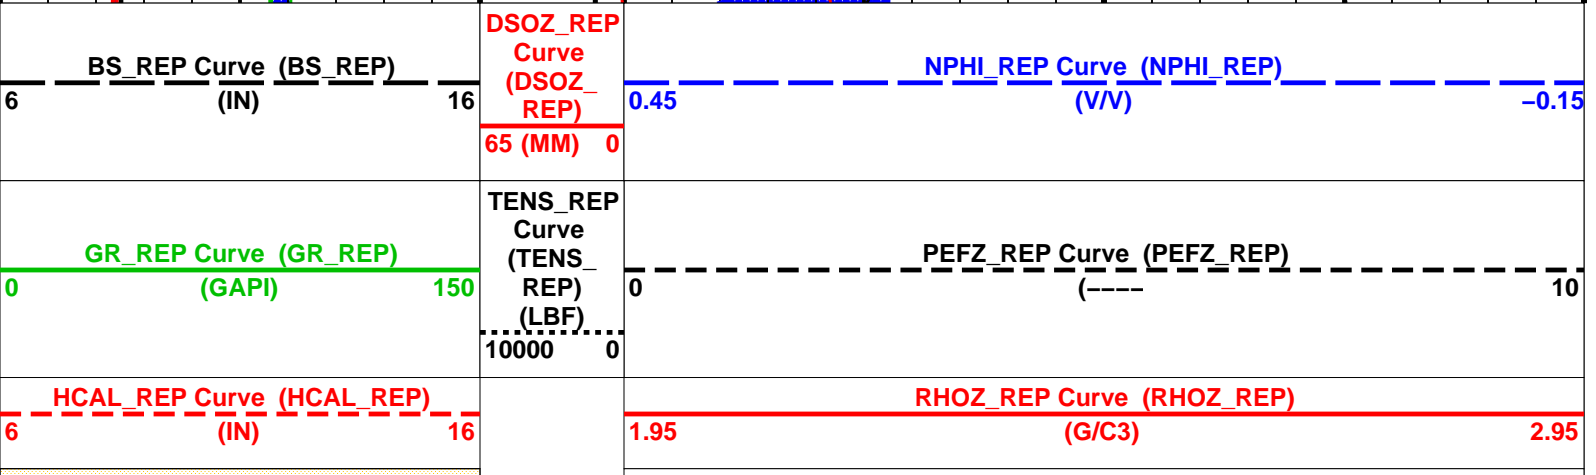 BS_REP Curve (BS_REP)
6 (IN) 16
DSOZ_REP
Curve
(DSOZ_
REP)
65 (MM) 0
NPHI_REP Curve (NPHI_REP)
0.45 (V/V) −0.15
GR_REP Curve (GR_REP)
0 (GAPI) 150
TENS_REP
Curve
(TENS_
REP)
(LBF)
10000 0
PEFZ_REP Curve (PEFZ_REP)
0 (−−−− 10
HCAL_REP Curve (HCAL_REP)
6 (IN) 16
RHOZ_REP Curve (RHOZ_REP)
1.95 (G/C3) 2.95